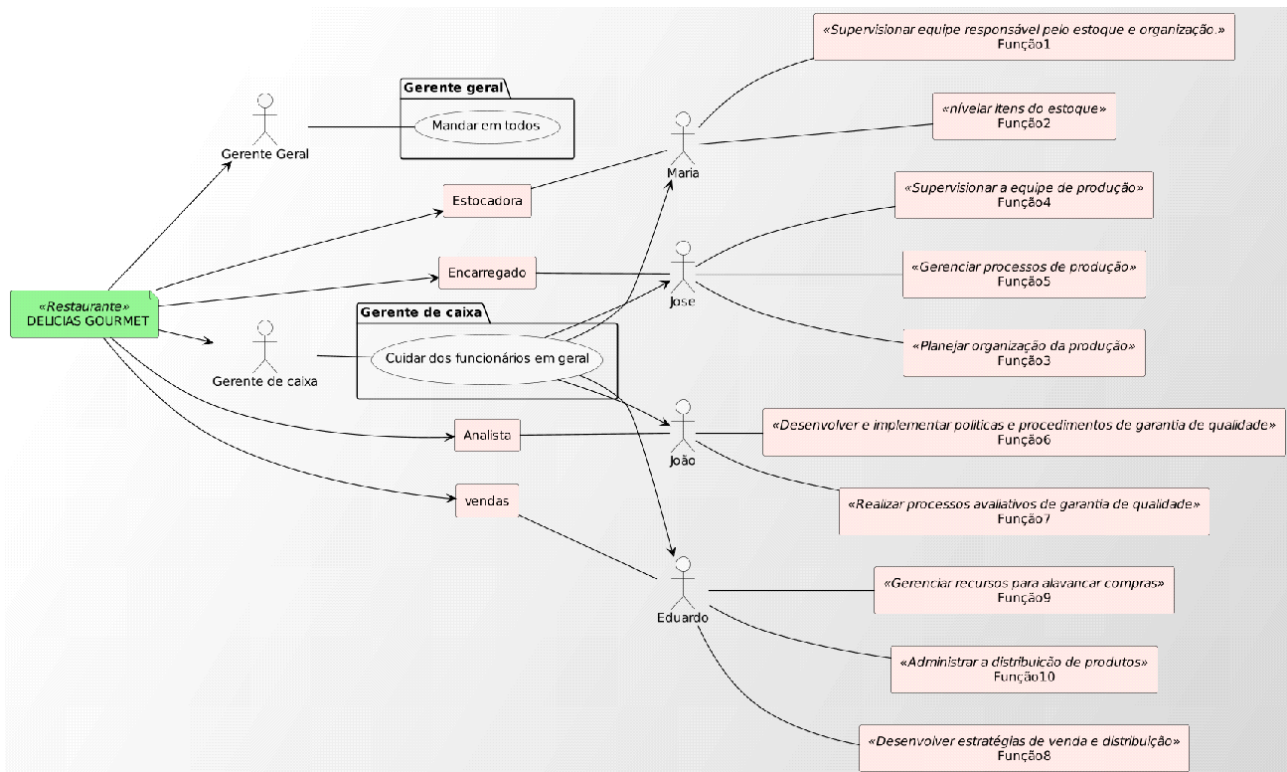 «Supervisionar equipe responsável pelo estoque e organização.»
Função1
Gerente geral
Mandar em todos
Gerente Geral
«nívelar itens do estoque»
Função2
Maria
Estocadora
«Supervisionar a equipe de produção»
Função4
Encarregado
Jose
«Gerenciar processos de produção»
Função5
«Restaurante»
DELICIAS GOURMET
Gerente de caixa
Cuidar dos funcionários em geral
Gerente de caixa
«Planejar organização da produção»
Função3
Analista
João
«Desenvolver e implementar politicas e procedimentos de garantia de qualidade»
Função6
vendas
«Realizar processos avaliativos de garantia de qualidade»
Função7
Eduardo
«Gerenciar recursos para alavancar compras»
Função9
«Administrar a distribuicão de produtos»
Função10
«Desenvolver estratégias de venda e distribuição»
Função8